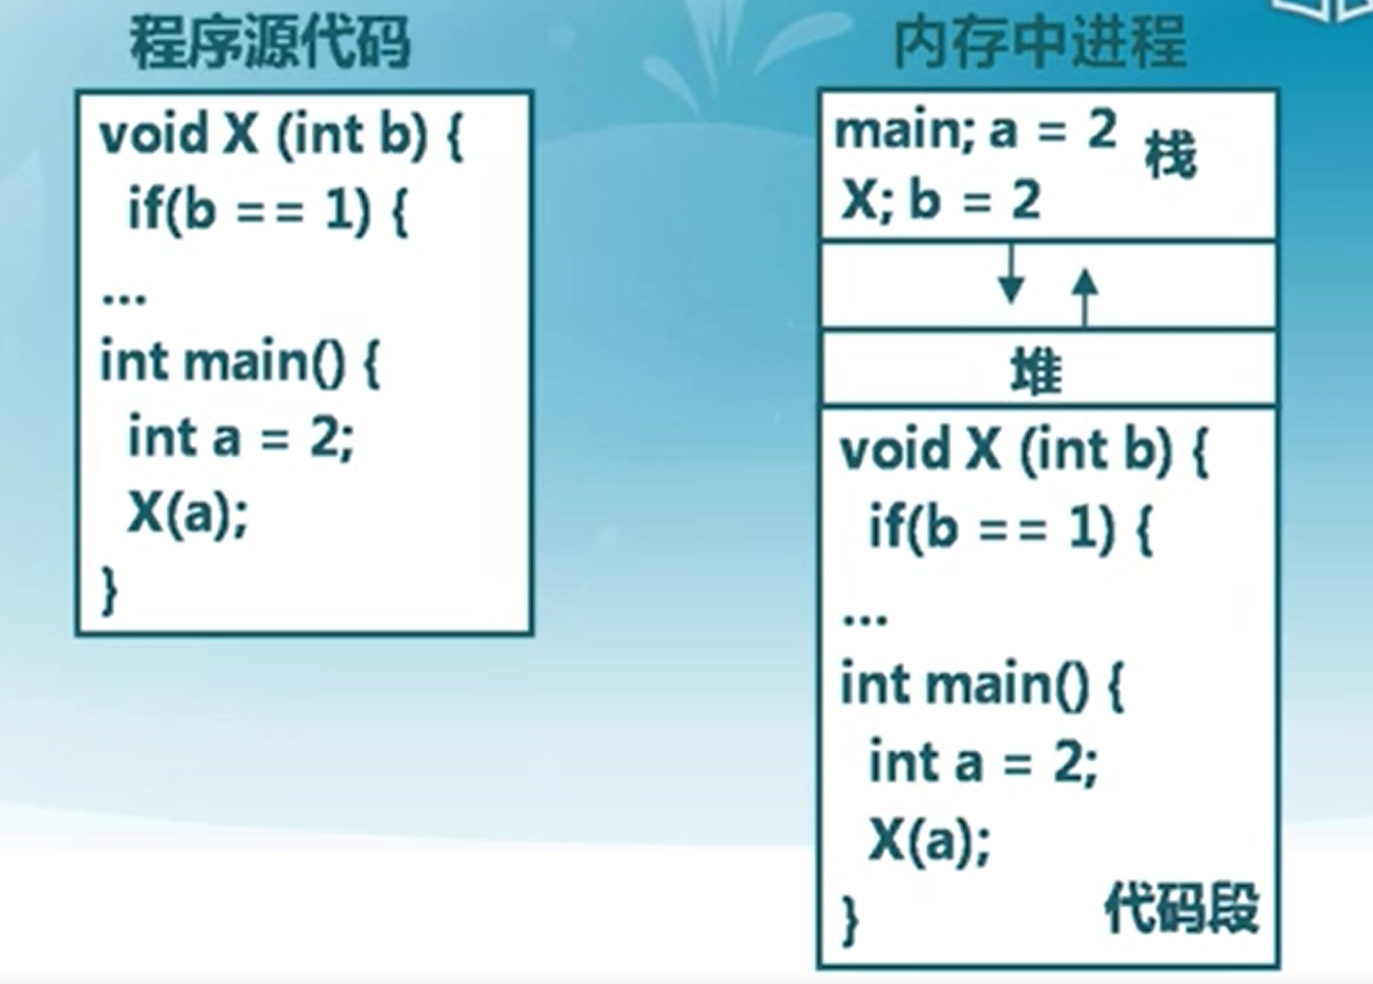 程序源代码
void X (int b) {
if(b == 1) {
...
int main() {
int a = 2;
X(a);
}
内存中进程
main; a = 2 栈
X; b = 2
堆
void X (int b) {
if(b == 1) {
...
int main() {
int a = 2;
X(a);
} 代码段